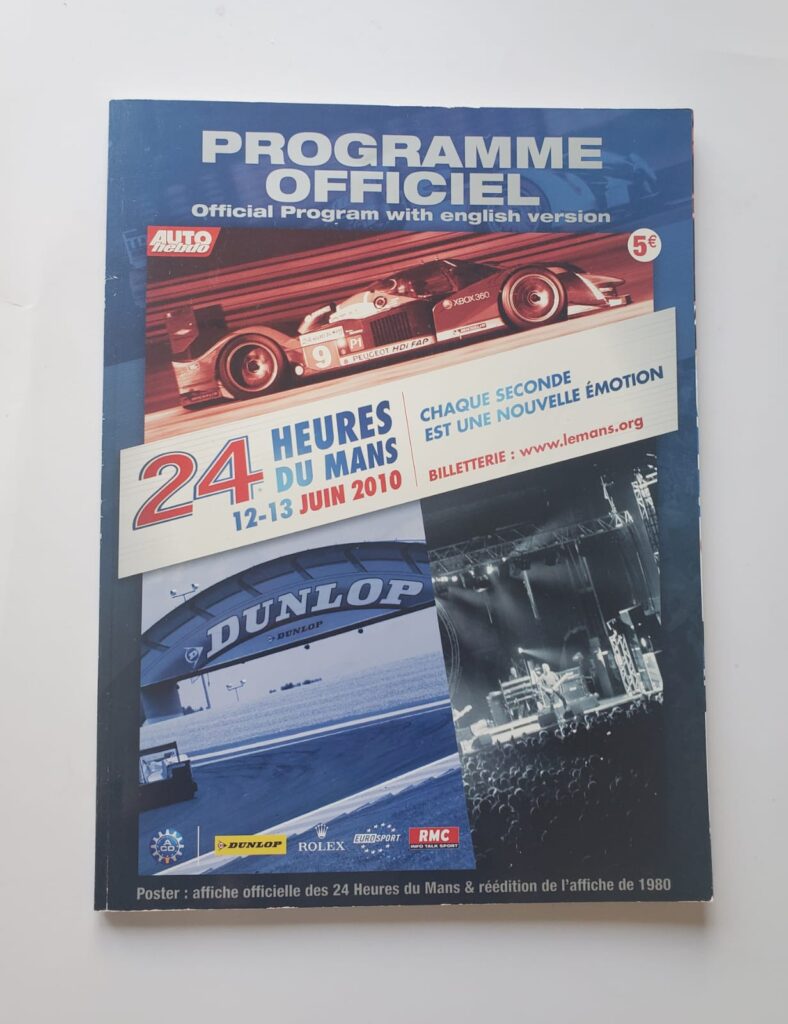 PROGRAMME
OFFICIEL
Official Program with english version
AUTO
hebdo
5€
XBOX 360
9
P1
PEUGEOT HDI FAP
MICHELIN
24
HEURES
DU MANS
12-13 JUIN 2010
CHAQUE SECONDE
EST UNE NOUVELLE ÉMOTION
BILLETTERIE : www.lemans.org
DUNLOP
DUNLOP
ACO
DUNLOP
ROLEX
EUROSPORT
RMC
INFO TALK SPORT
Poster : affiche officielle des 24 Heures du Mans & réédition de l'affiche de 1980